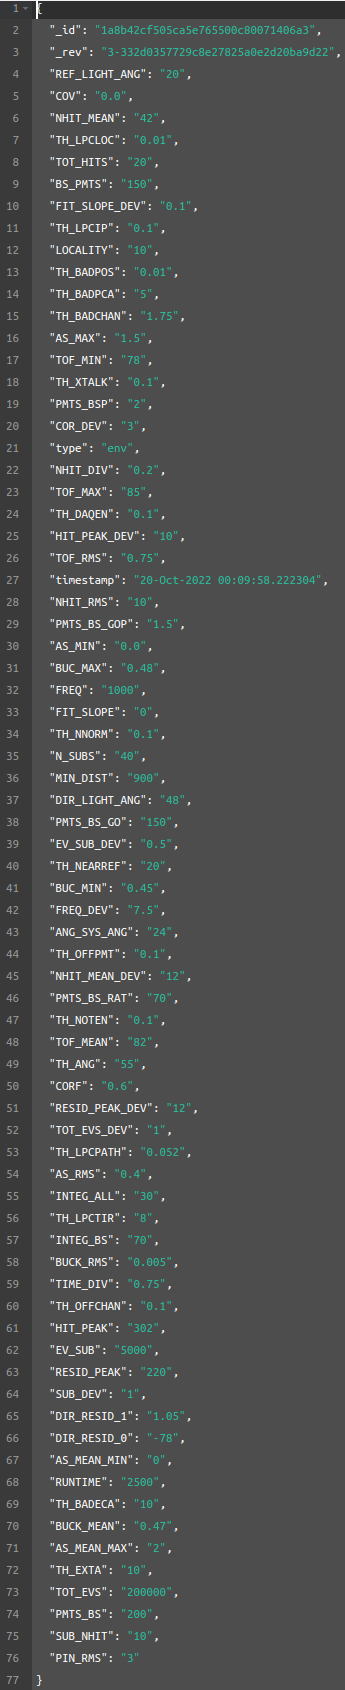 1 {
2 "_id": "1a8b42cf505ca5e765500c80071406a3",
3 "_rev": "3-332d0357729c8e27825a0e2d20ba9d22",
4 "REF_LIGHT_ANG": "20",
5 "COV": "0.0",
6 "NHIT_MEAN": "42",
7 "TH_LPCLOC": "0.01",
8 "TOT_HITS": "20",
9 "BS_PMTS": "150",
10 "FIT_SLOPE_DEV": "0.1",
11 "TH_LPCIP": "0.1",
12 "LOCALITY": "10",
13 "TH_BADPOS": "0.01",
14 "TH_BADPCA": "5",
15 "TH_BADCHAN": "1.75",
16 "AS_MAX": "1.5",
17 "TOF_MIN": "78",
18 "TH_XTALK": "0.1",
19 "PMTS_BSP": "2",
20 "COR_DEV": "3",
21 "type": "env",
22 "NHIT_DIV": "0.2",
23 "TOF_MAX": "85",
24 "TH_DAQEN": "0.1",
25 "HIT_PEAK_DEV": "10",
26 "TOF_RMS": "0.75",
27 "timestamp": "20-Oct-2022 00:09:58.222304",
28 "NHIT_RMS": "10",
29 "PMTS_BS_GOP": "1.5",
30 "AS_MIN": "0.0",
31 "BUC_MAX": "0.48",
32 "FREQ": "1000",
33 "FIT_SLOPE": "0",
34 "TH_NNORM": "0.1",
35 "N_SUBS": "40",
36 "MIN_DIST": "900",
37 "DIR_LIGHT_ANG": "48",
38 "PMTS_BS_GO": "150",
39 "EV_SUB_DEV": "0.5",
40 "TH_NEARREF": "20",
41 "BUC_MIN": "0.45",
42 "FREQ_DEV": "7.5",
43 "ANG_SYS_ANG": "24",
44 "TH_OFFPMT": "0.1",
45 "NHIT_MEAN_DEV": "12",
46 "PMTS_BS_RAT": "70",
47 "TH_NOTEN": "0.1",
48 "TOF_MEAN": "82",
49 "TH_ANG": "55",
50 "CORF": "0.6",
51 "RESID_PEAK_DEV": "12",
52 "TOT_EVS_DEV": "1",
53 "TH_LPCPATH": "0.052",
54 "AS_RMS": "0.4",
55 "INTEG_ALL": "30",
56 "TH_LPCTIR": "8",
57 "INTEG_BS": "70",
58 "BUCK_RMS": "0.005",
59 "TIME_DIV": "0.75",
60 "TH_OFFCHAN": "0.1",
61 "HIT_PEAK": "302",
62 "EV_SUB": "5000",
63 "RESID_PEAK": "220",
64 "SUB_DEV": "1",
65 "DIR_RESID_1": "1.05",
66 "DIR_RESID_0": "-78",
67 "AS_MEAN_MIN": "0",
68 "RUNTIME": "2500",
69 "TH_BADECA": "10",
70 "BUCK_MEAN": "0.47",
71 "AS_MEAN_MAX": "2",
72 "TH_EXTA": "10",
73 "TOT_EVS": "200000",
74 "PMTS_BS": "200",
75 "SUB_NHIT": "10",
76 "PIN_RMS": "3"
77 }